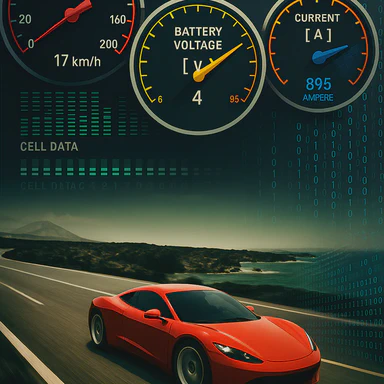 20
160
0
200
17 km/h
BATTERY
VOLTAGE
[ V ]
6
95
4
CURRENT
[ A ]
895
AMPERE
CELL DATA